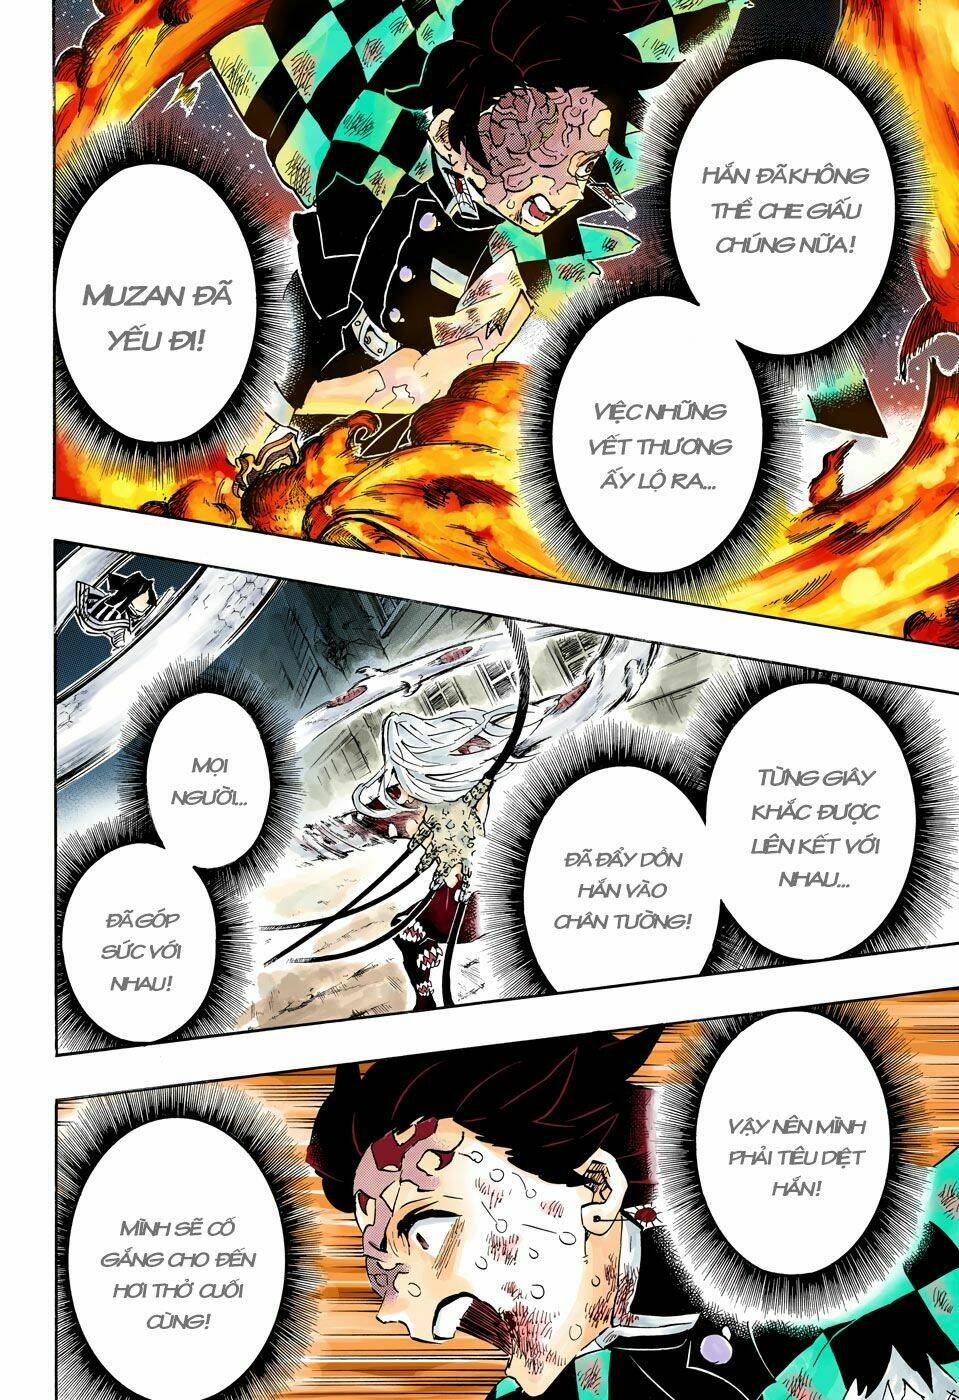 HẮN ĐÃ KHÔNG
THỂ CHE GIẤU
CHÚNG NỮA!
VIỆC NHỮNG
VẾT THƯƠNG
ẤY LỘ RA...
MUZAN ĐÃ
YẾU ĐI!
TỪNG GIÂY
KHẮC ĐƯỢC
LIÊN KẾT VỚI
NHAU...
ĐÃ ĐẨY DỒN
HẮN VÀO
CHÂN TƯỜNG!
MỌI
NGƯỜI...
ĐÃ GÓP
SỨC VỚI
NHAU!
VẬY NÊN MÌNH
PHẢI TIÊU DIỆT
HẮN!
MÌNH SẼ CỐ
GẮNG CHO ĐẾN
HƠI THỞ CUỐI
CÙNG!